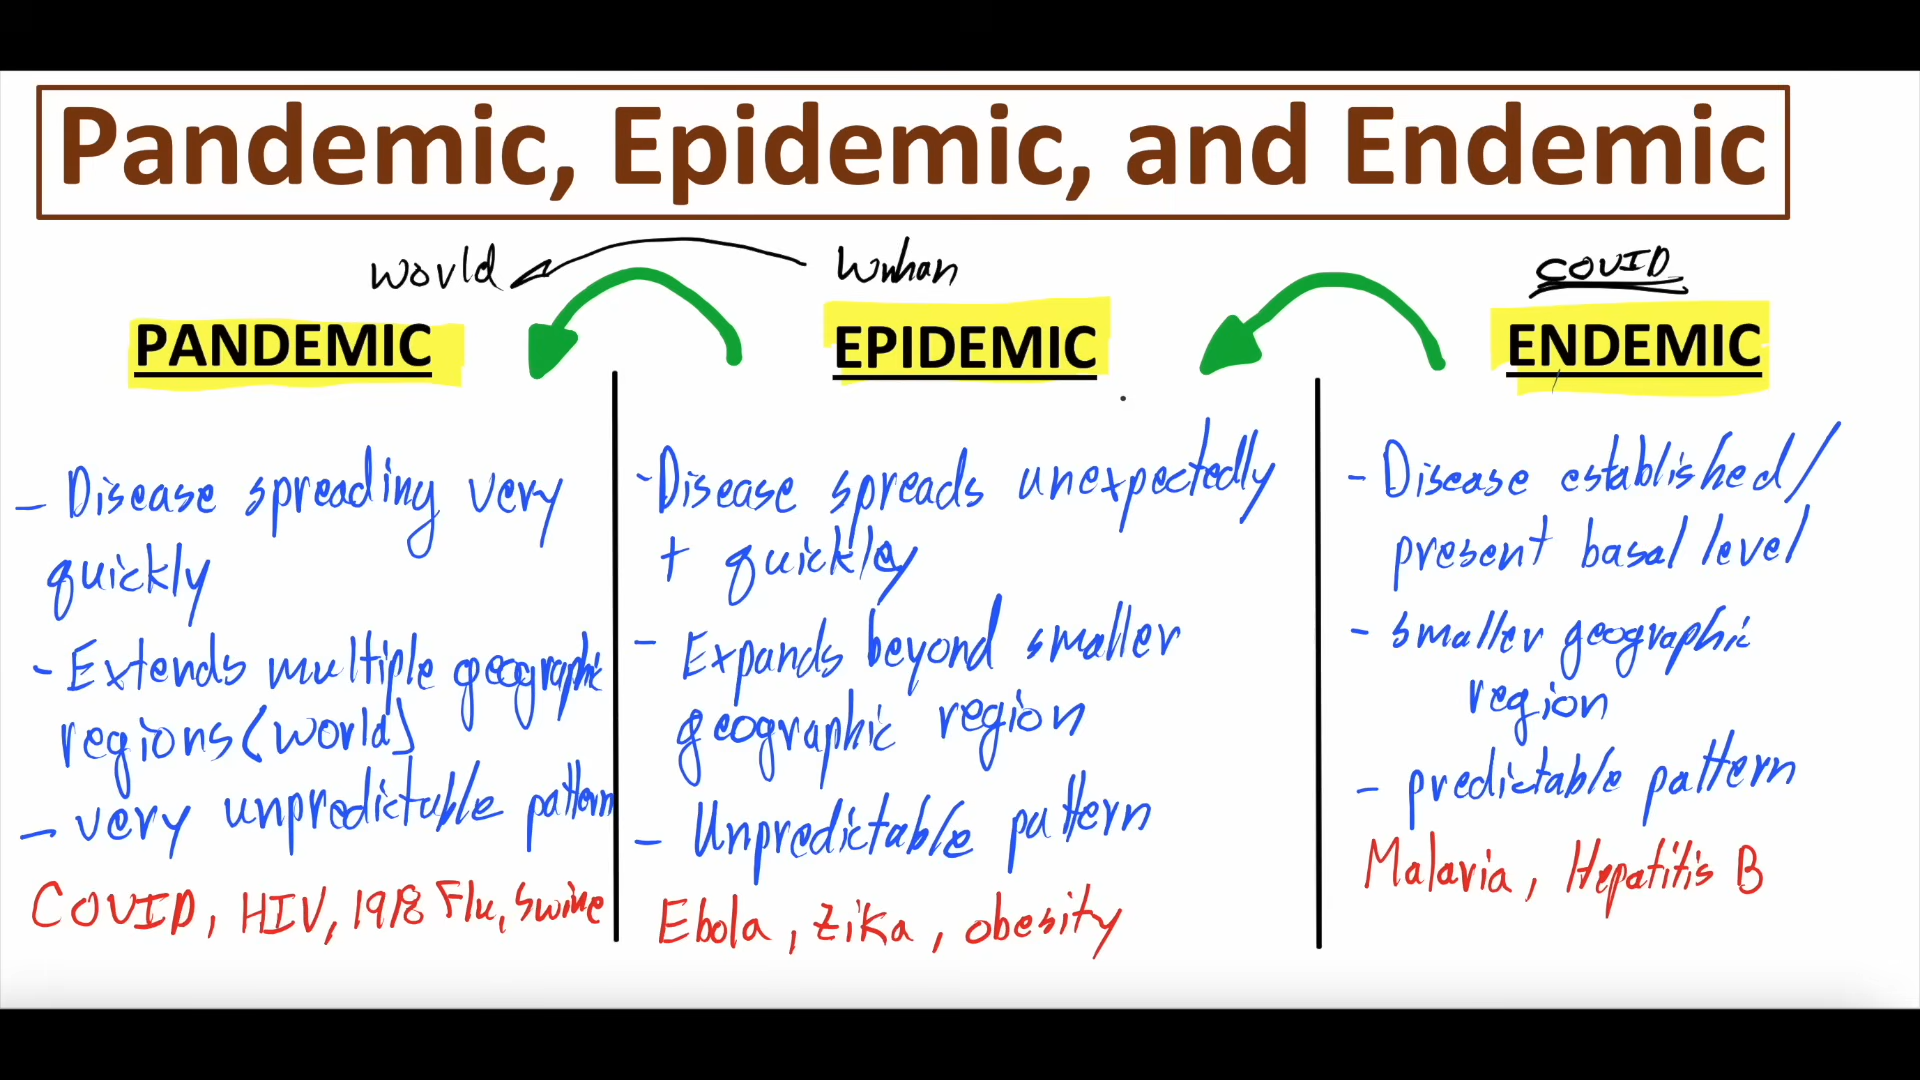 Pandemic, Epidemic, and Endemic
World
Wuhan
COVID
PANDEMIC
- Disease spreading very
quickly
- Extends multiple geographic
regions (world)
- very unpredictable pattern
COVID, HIV, 1918 Flu, Swine
EPIDEMIC
- Disease spreads unexpectedly
+ quickley
- Expands beyond smaller
geographic region
- Unpredictable pattern
Ebola, Zika, obesity
ENDEMIC
- Disease established/
present basal level
- smaller geographic
region
- predictable pattern
Malaria, Hepatitis B